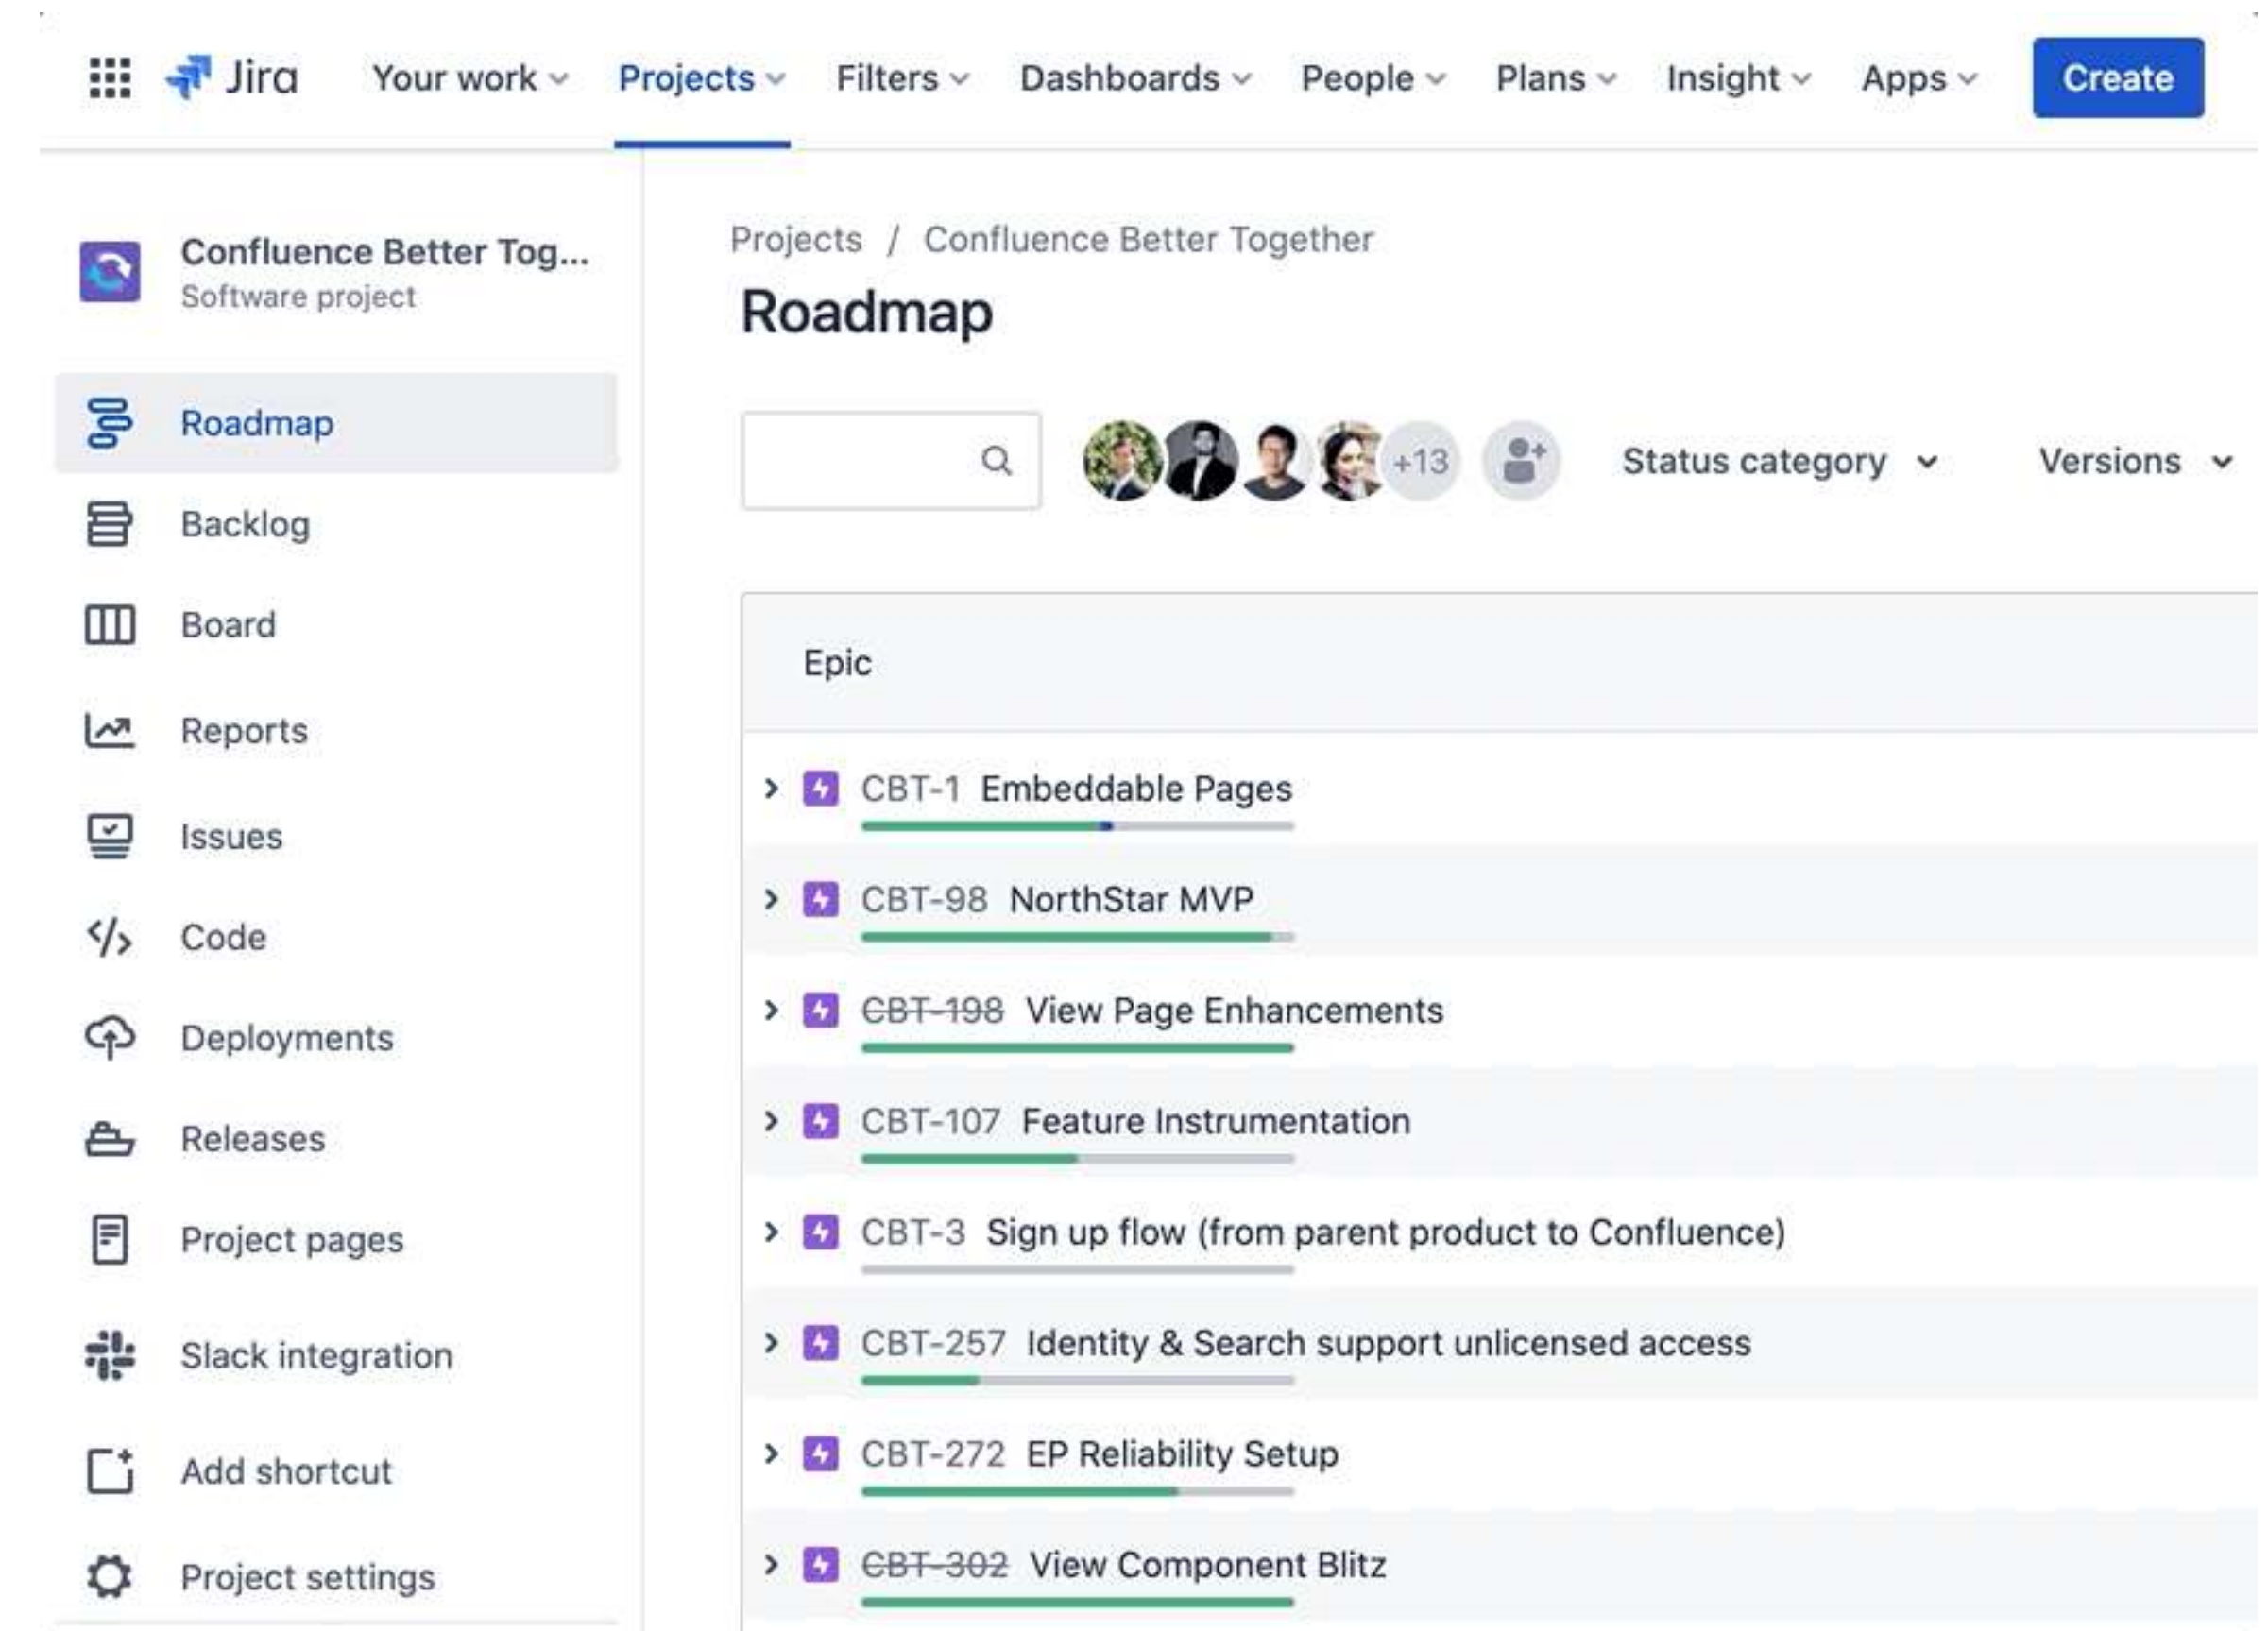 Jira Your work Projects Filters Dashboards People Plans Insight Apps Create
Confluence Better Tog...
Software project
Roadmap
Backlog
Board
Reports
Issues
Code
Deployments
Releases
Project pages
Slack integration
Add shortcut
Project settings
Projects / Confluence Better Together
Roadmap
+13 Status category Versions
Epic
CBT-1 Embeddable Pages
CBT-98 NorthStar MVP
CBT-198 View Page Enhancements
CBT-107 Feature Instrumentation
CBT-3 Sign up flow (from parent product to Confluence)
CBT-257 Identity & Search support unlicensed access
CBT-272 EP Reliability Setup
CBT-302 View Component Blitz